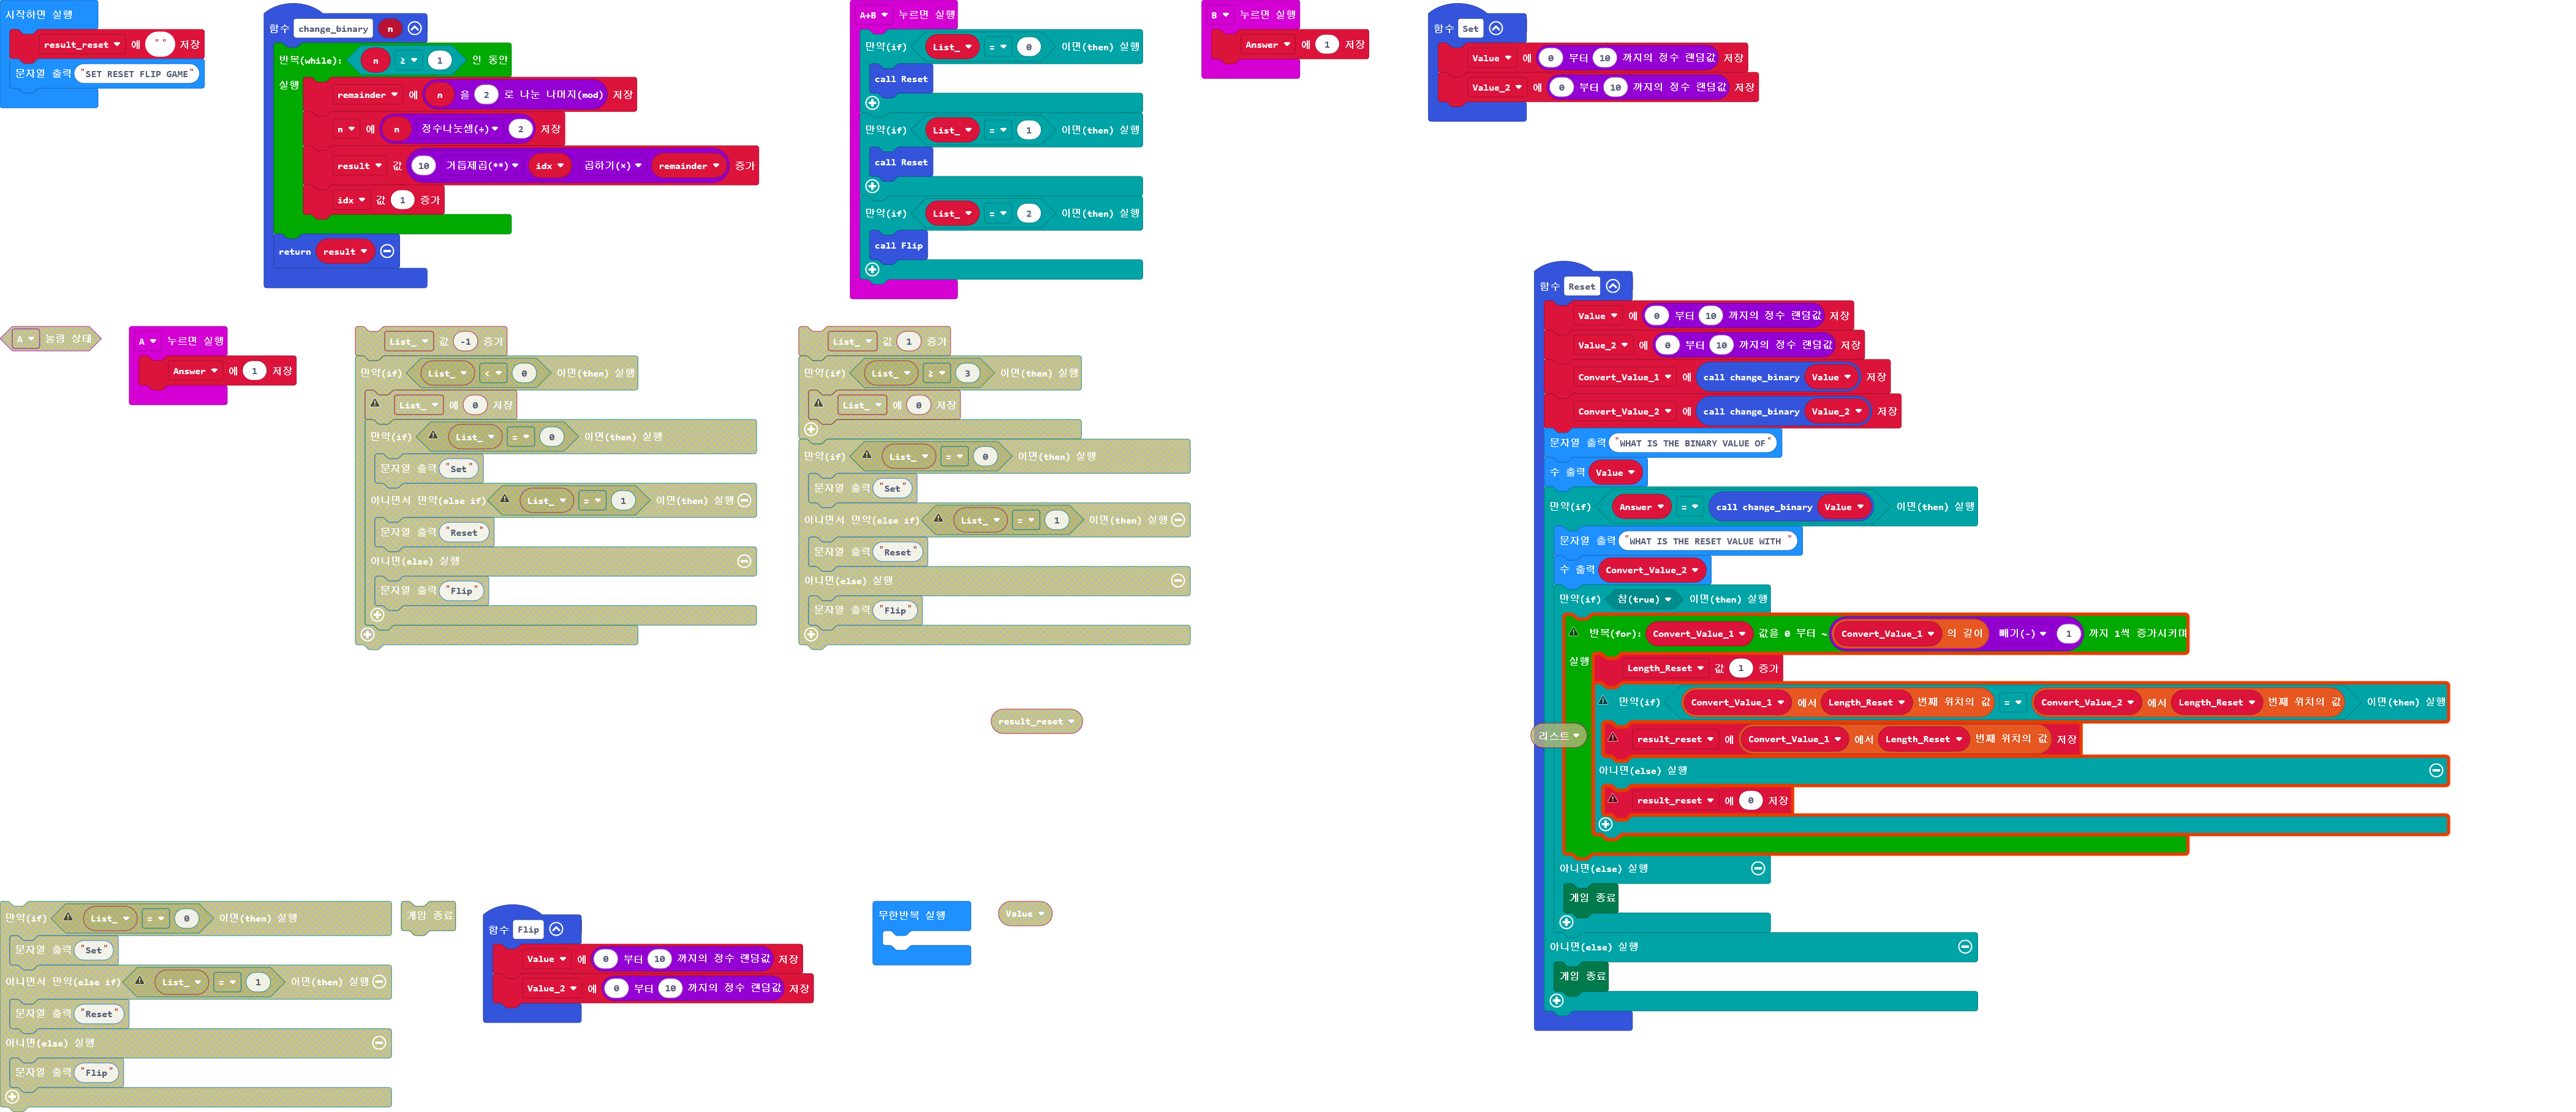 시작하면 실행
result_reset 에 " " 저장
문자열 출력 "SET RESET FLIP GAME"
함수 change_binary n
반복(while): n ≥ 1 인 동안
실행
remainder 에 n 을 2 로 나눈 나머지(mod) 저장
n 에 n 정수나눗셈(÷) 2 저장
result 값 10 거듭제곱(**) idx 곱하기(×) remainder 증가
idx 값 1 증가
return result
A+B 누르면 실행
만약(if) List_ = 0 이면(then) 실행
call Reset
만약(if) List_ = 1 이면(then) 실행
call Reset
만약(if) List_ = 2 이면(then) 실행
call Flip
B 누르면 실행
Answer 에 1 저장
함수 Set
Value 에 0 부터 10 까지의 정수 랜덤값 저장
Value_2 에 0 부터 10 까지의 정수 랜덤값 저장
A 눌림 상태
A 누르면 실행
Answer 에 1 저장
List_ 값 -1 증가
만약(if) List_ < 0 이면(then) 실행
List_ 에 0 저장
만약(if) List_ = 0 이면(then) 실행
문자열 출력 "Set"
아니면서 만약(else if) List_ = 1 이면(then) 실행
문자열 출력 "Reset"
아니면(else) 실행
문자열 출력 "Flip"
List_ 값 1 증가
만약(if) List_ ≥ 3 이면(then) 실행
List_ 에 0 저장
만약(if) List_ = 0 이면(then) 실행
문자열 출력 "Set"
아니면서 만약(else if) List_ = 1 이면(then) 실행
문자열 출력 "Reset"
아니면(else) 실행
문자열 출력 "Flip"
result_reset
함수 Reset
Value 에 0 부터 10 까지의 정수 랜덤값 저장
Value_2 에 0 부터 10 까지의 정수 랜덤값 저장
Convert_Value_1 에 call change_binary Value 저장
Convert_Value_2 에 call change_binary Value_2 저장
문자열 출력 "WHAT IS THE BINARY VALUE OF"
수 출력 Value
만약(if) Answer = call change_binary Value 이면(then) 실행
문자열 출력 "WHAT IS THE RESET VALUE WITH "
수 출력 Convert_Value_2
만약(if) 참(true) 이면(then) 실행
반복(for): Convert_Value_1 값을 0 부터 ~ Convert_Value_1 의 길이 빼기(-) 1 까지 1씩 증가시키며
실행
Length_Reset 값 1 증가
만약(if) Convert_Value_1 에서 Length_Reset 번째 위치의 값 = Convert_Value_2 에서 Length_Reset 번째 위치의 값 이면(then) 실행
리스트
result_reset 에 Convert_Value_1 에서 Length_Reset 번째 위치의 값 저장
아니면(else) 실행
result_reset 에 0 저장
아니면(else) 실행
게임 종료
아니면(else) 실행
게임 종료
만약(if) List_ = 0 이면(then) 실행
문자열 출력 "Set"
아니면서 만약(else if) List_ = 1 이면(then) 실행
문자열 출력 "Reset"
아니면(else) 실행
문자열 출력 "Flip"
게임 종료
함수 Flip
Value 에 0 부터 10 까지의 정수 랜덤값 저장
Value_2 에 0 부터 10 까지의 정수 랜덤값 저장
무한반복 실행
Value